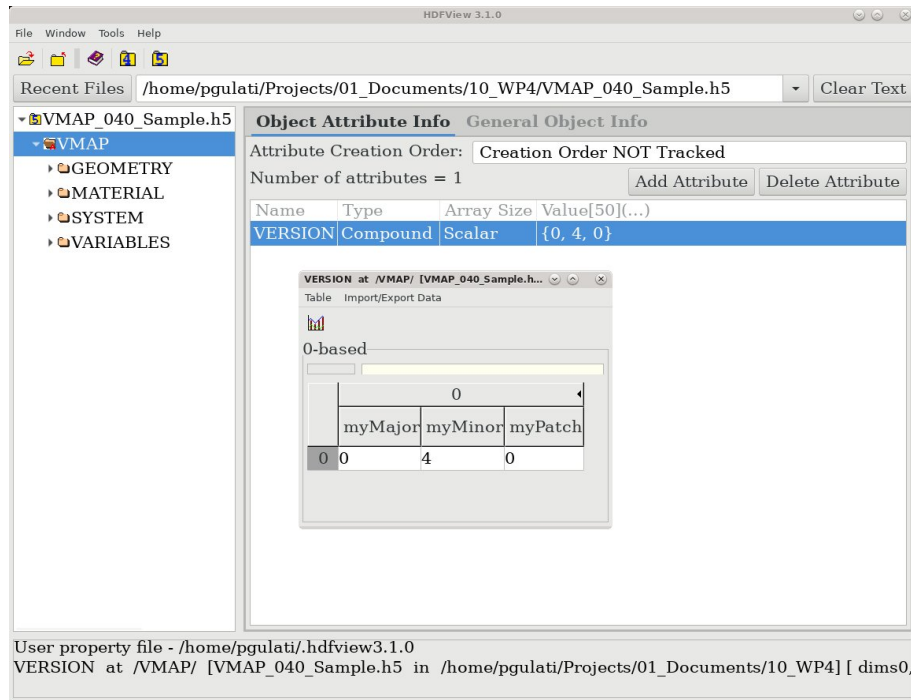 HDFView 3.1.0
File Window Tools Help
Recent Files /home/pgulati/Projects/01_Documents/10_WP4/VMAP_040_Sample.h5 Clear Text
VMAP_040_Sample.h5
VMAP
GEOMETRY
MATERIAL
SYSTEM
VARIABLES
Object Attribute Info General Object Info
Attribute Creation Order: Creation Order NOT Tracked
Number of attributes = 1 Add Attribute Delete Attribute
Name Type Array Size Value[50](...)
VERSION Compound Scalar {0, 4, 0}
VERSION at /VMAP/ [VMAP_040_Sample.h...
Table Import/Export Data
0-based
0
myMajor myMinor myPatch
0 0 4 0
User property file - /home/pgulati/.hdfview3.1.0
VERSION at /VMAP/ [VMAP_040_Sample.h5 in /home/pgulati/Projects/01_Documents/10_WP4] [ dims0,